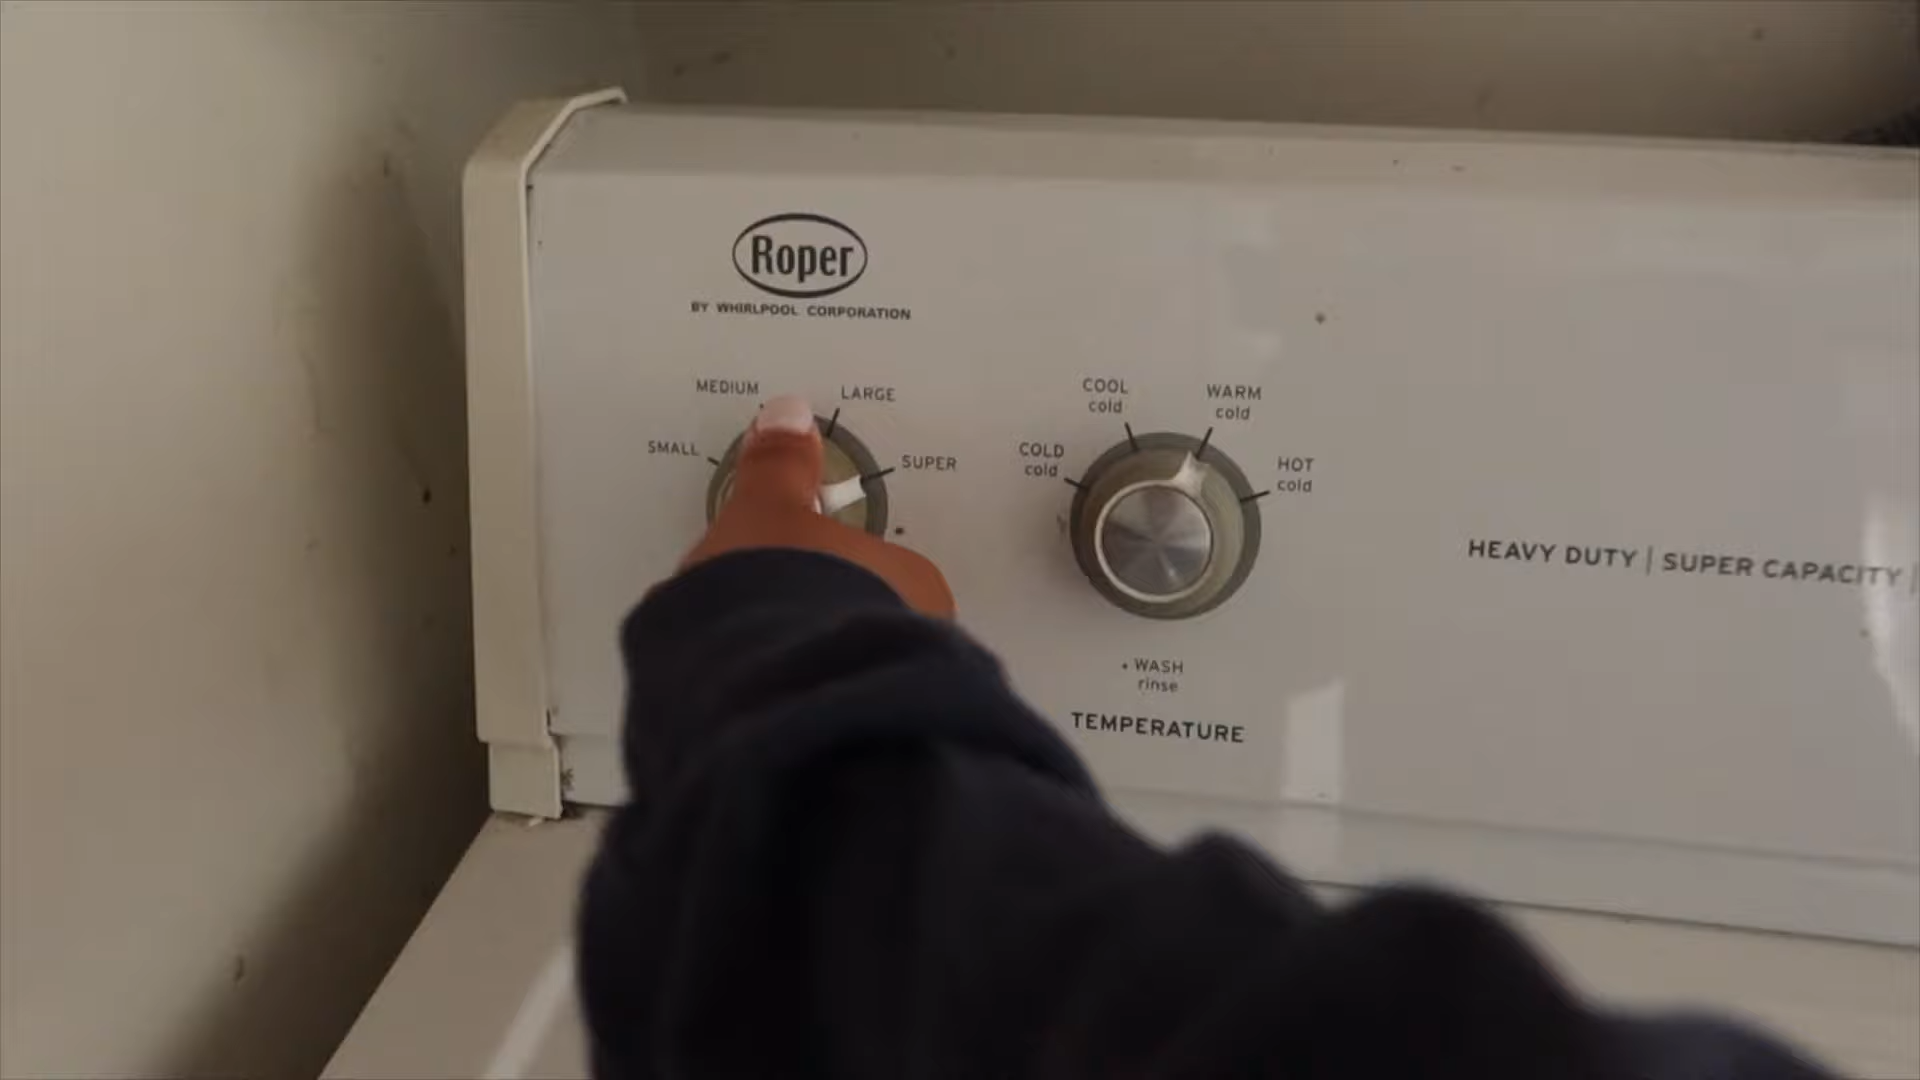 Roper
BY WHIRLPOOL CORPORATION
MEDIUM
LARGE
SMALL
SUPER
COOL
cold
WARM
cold
COLD
cold
HOT
cold
HEAVY DUTY | SUPER CAPACITY |
• WASH
rinse
TEMPERATURE